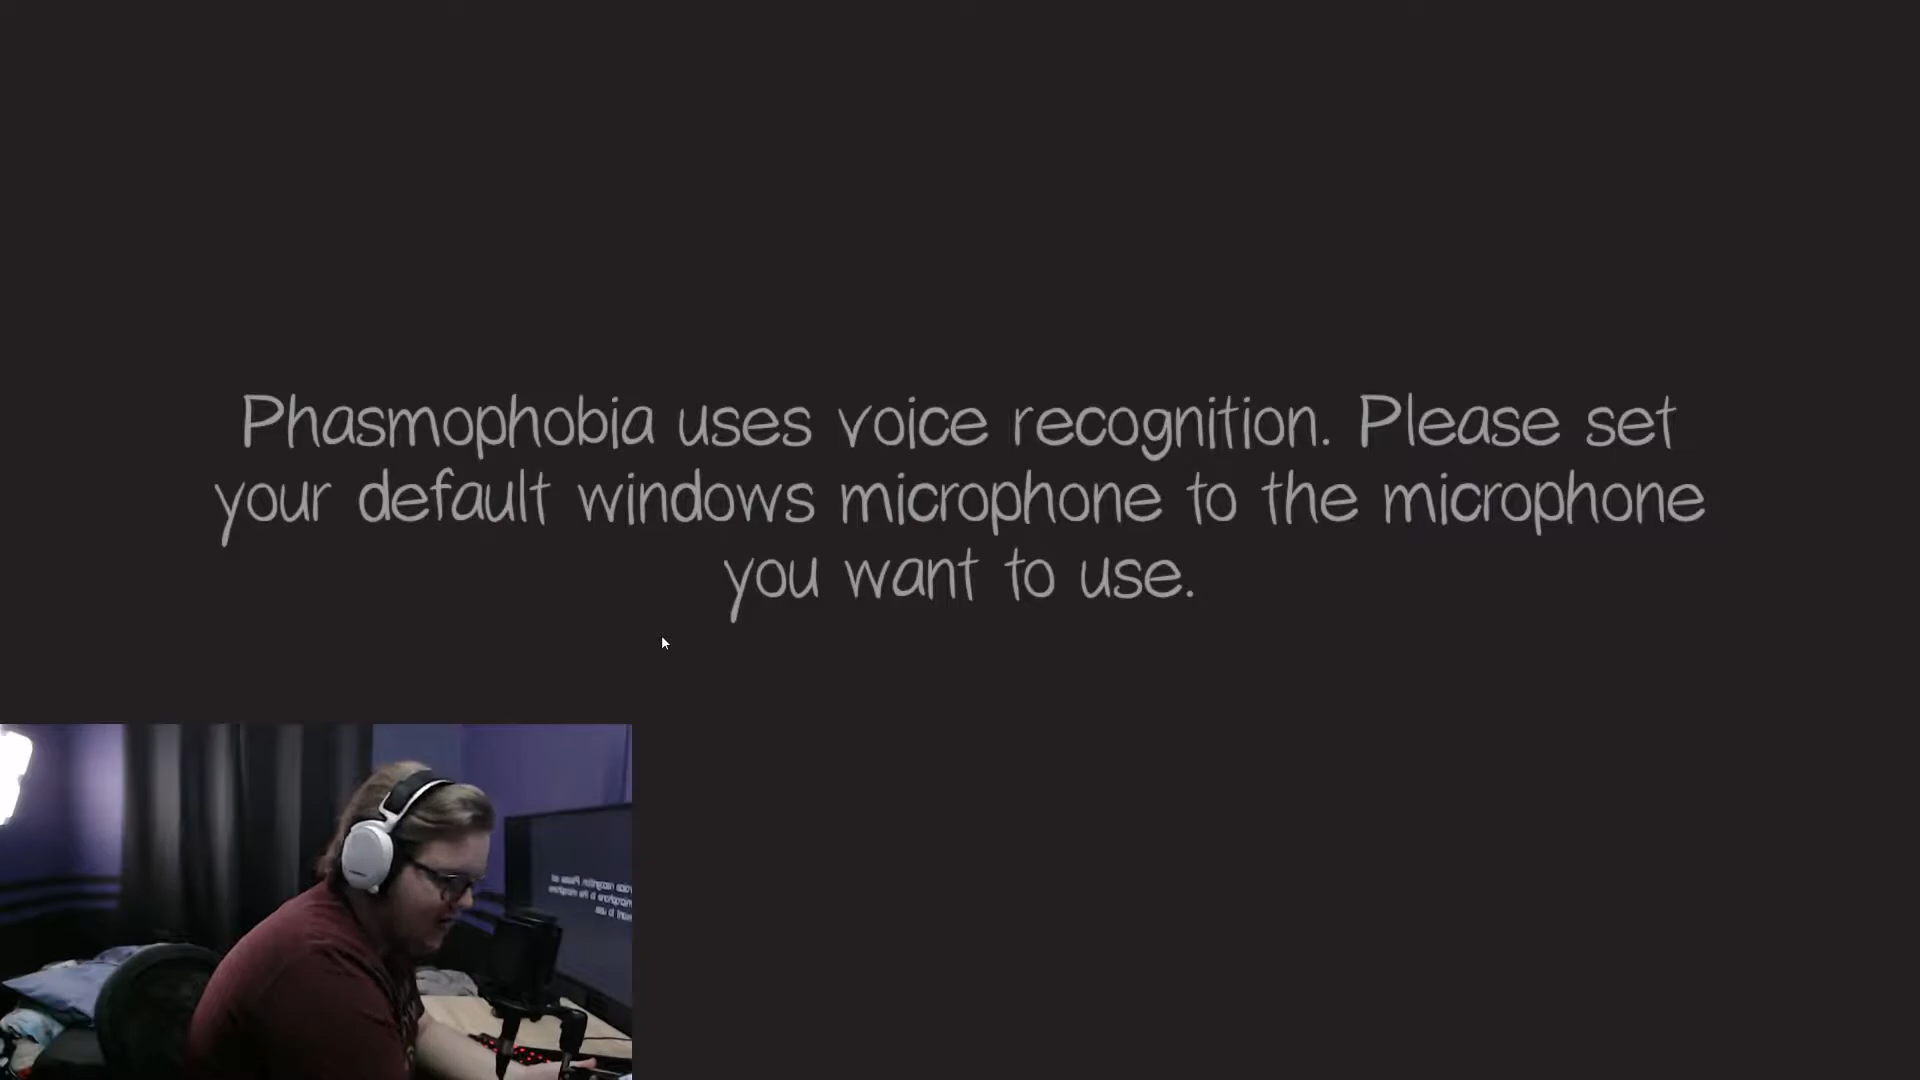 Phasmophobia uses voice recognition. Please set
your default windows microphone to the microphone
you want to use.